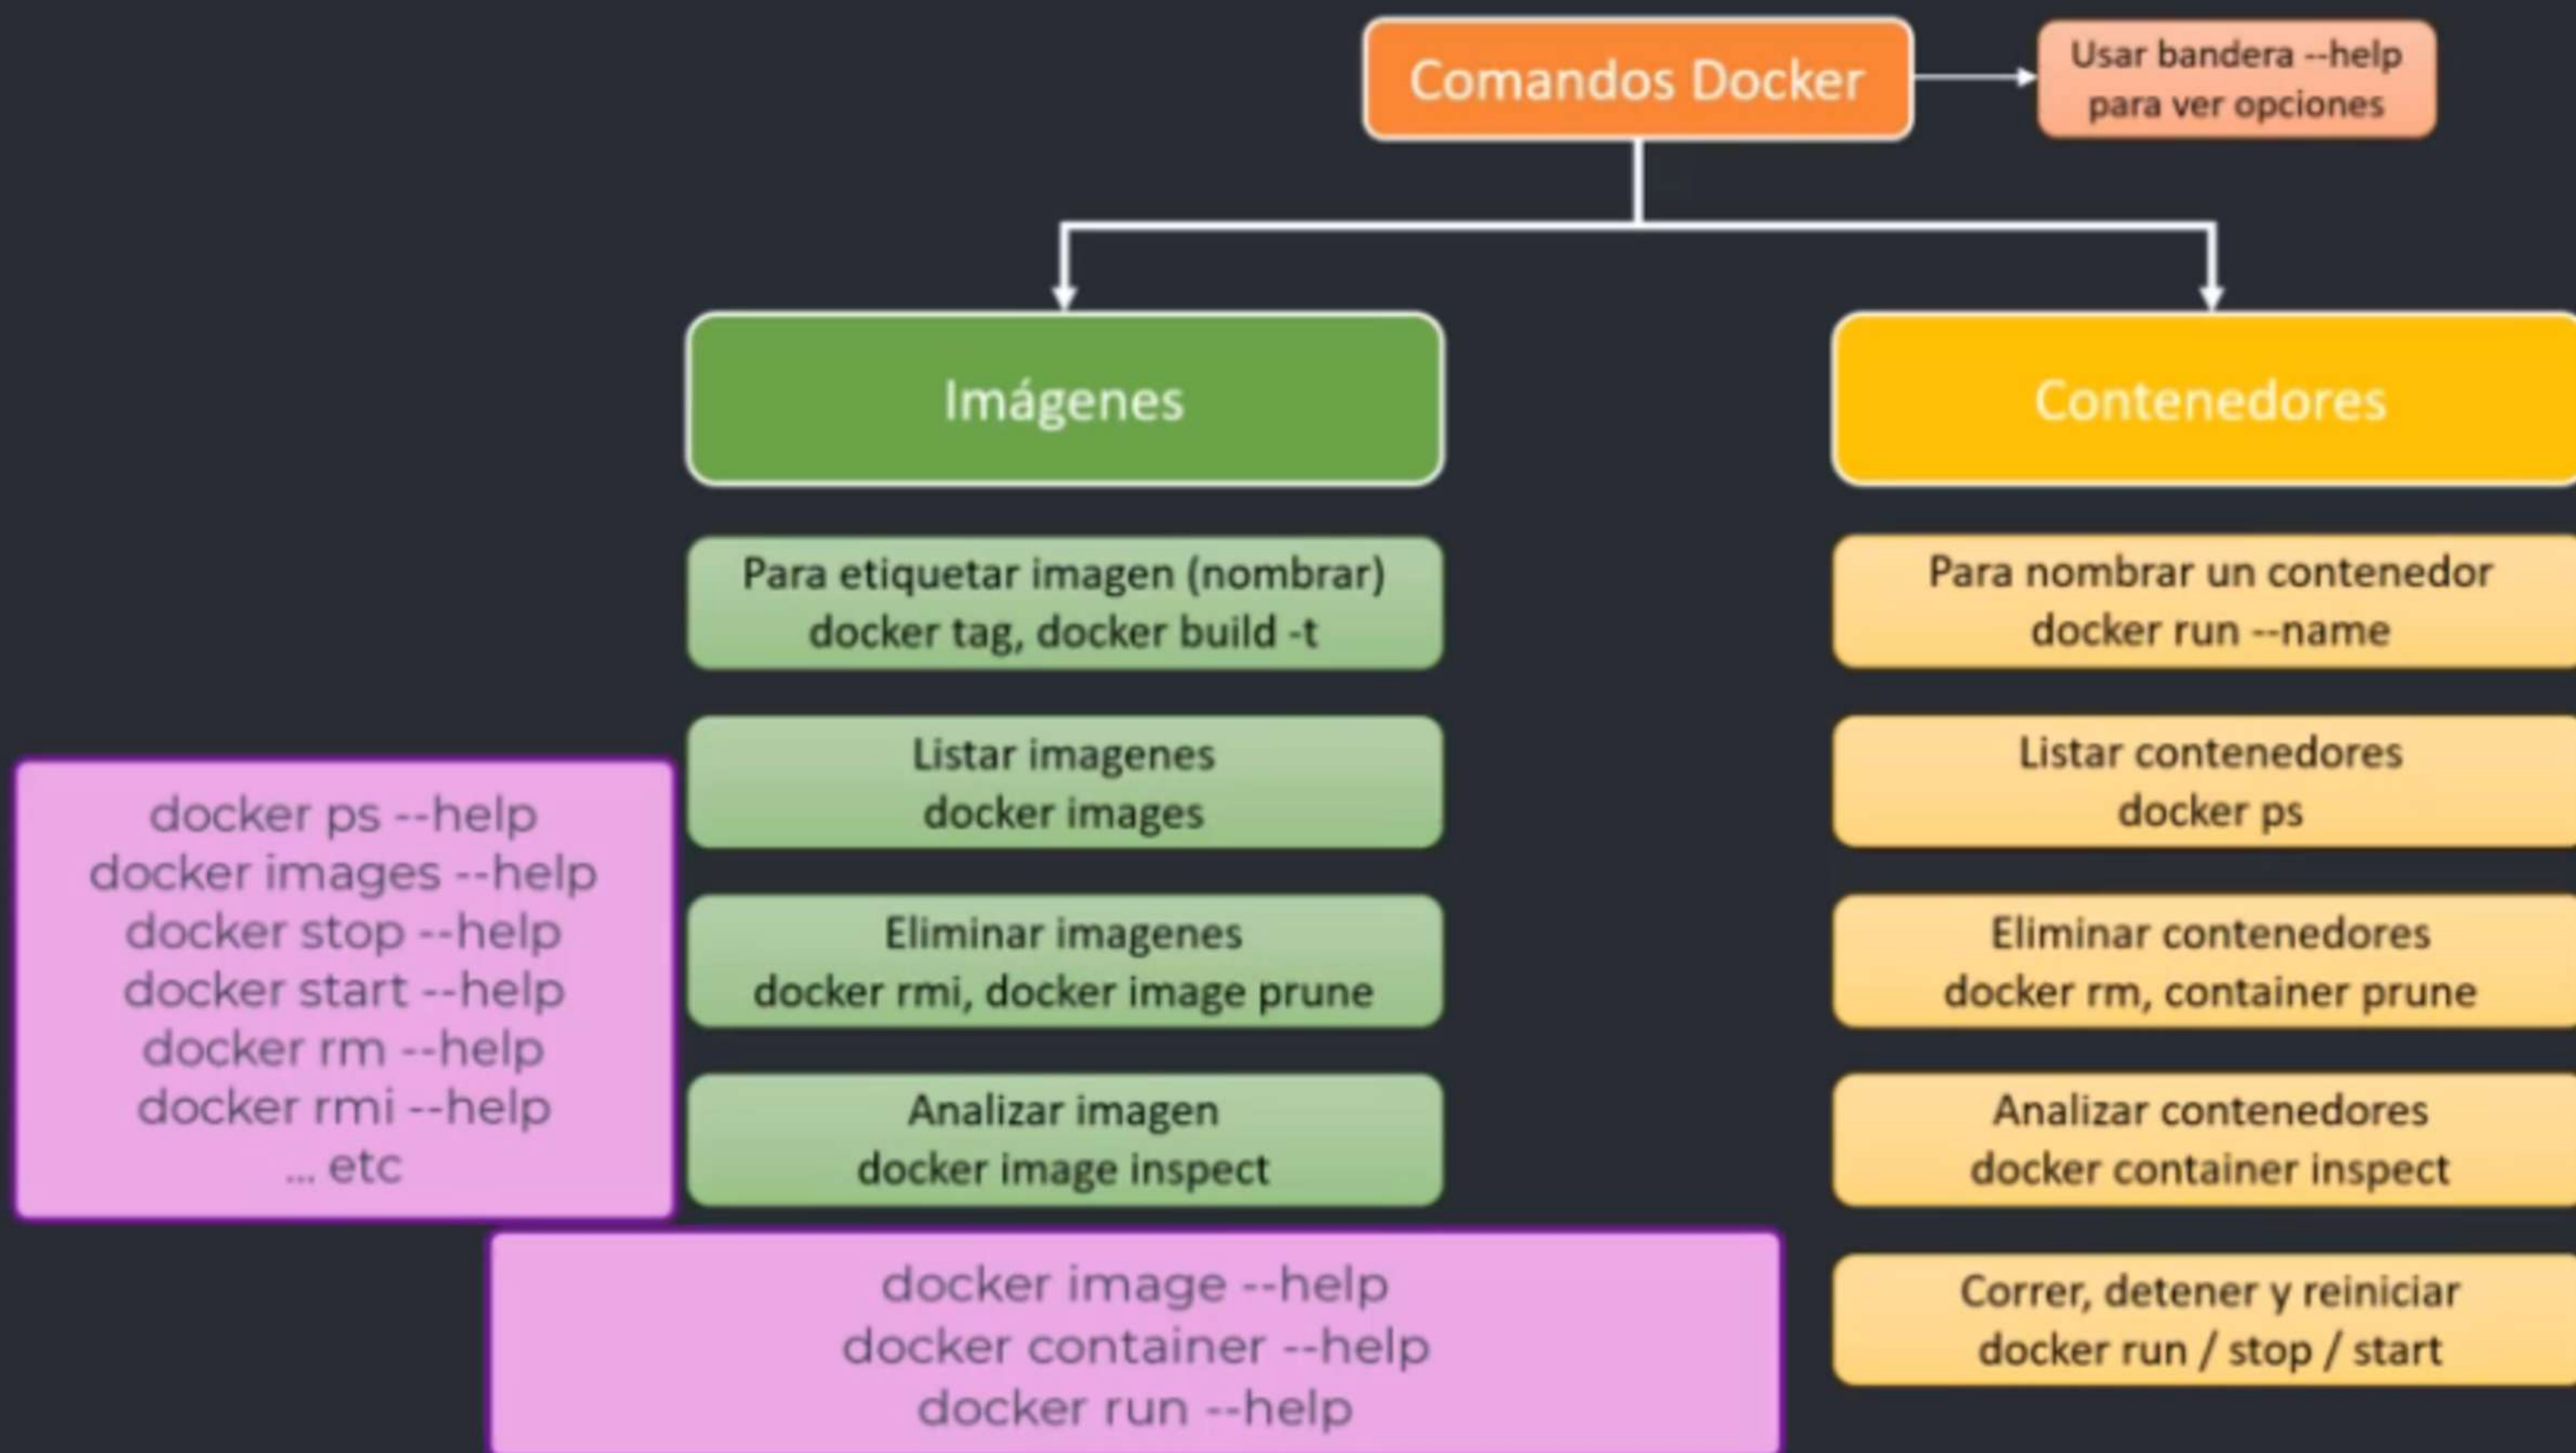 Comandos Docker
Usar bandera --help
para ver opciones
Imágenes
Para etiquetar imagen (nombrar)
docker tag, docker build -t
Listar imagenes
docker images
Eliminar imagenes
docker rmi, docker image prune
Analizar imagen
docker image inspect
Contenedores
Para nombrar un contenedor
docker run --name
Listar contenedores
docker ps
Eliminar contenedores
docker rm, container prune
Analizar contenedores
docker container inspect
Correr, detener y reiniciar
docker run / stop / start
docker ps --help
docker images --help
docker stop --help
docker start --help
docker rm --help
docker rmi --help
... etc
docker image --help
docker container --help
docker run --help